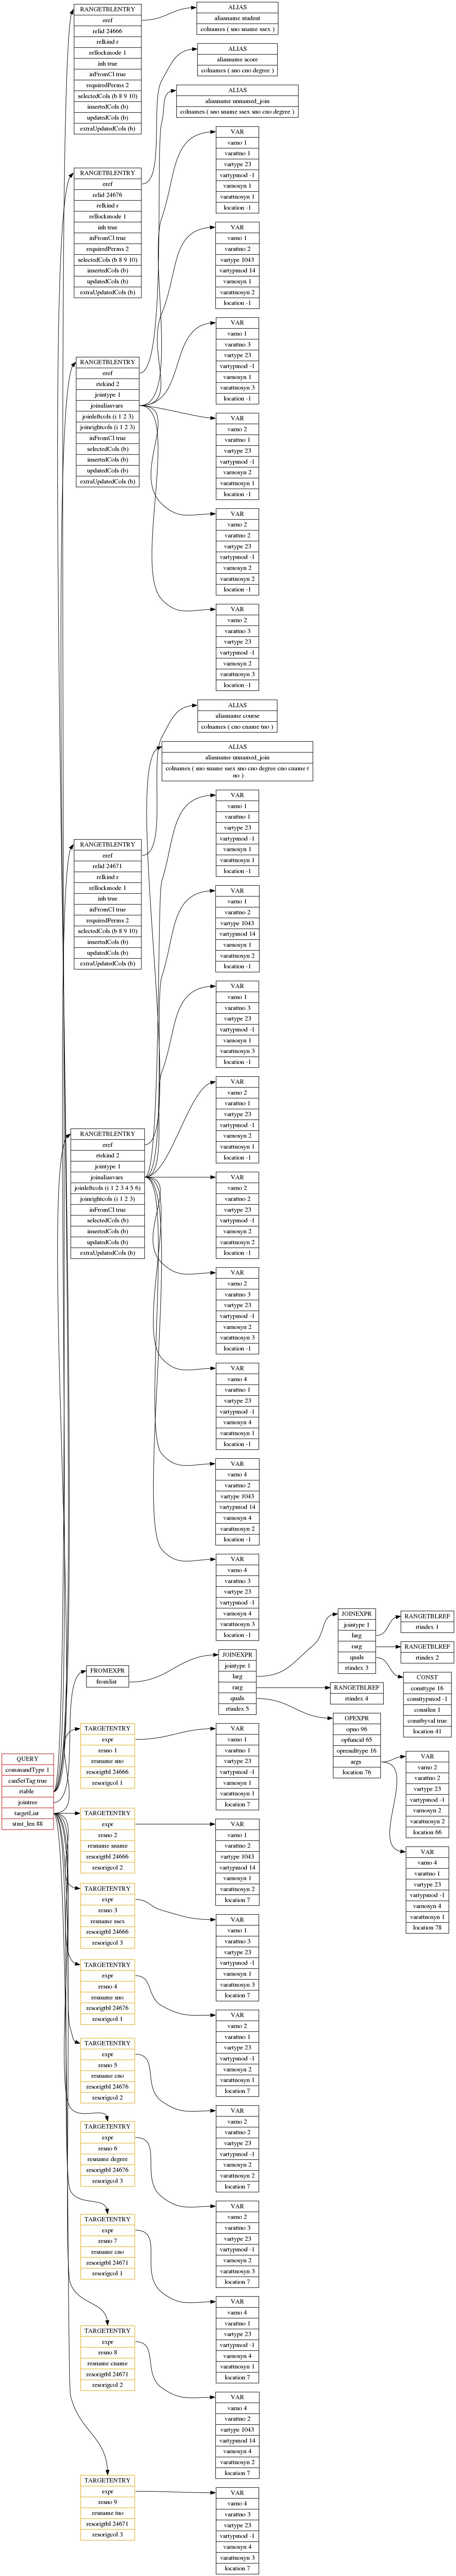 RANGETBLENTRY
eref
relid 24666
relkind r
rellockmode 1
inh true
inFromCl true
requiredPerms 2
selectedCols (b 8 9 10)
insertedCols (b)
updatedCols (b)
extraUpdatedCols (b)
ALIAS
aliasname student
colnames ( sno sname ssex )
ALIAS
aliasname score
colnames ( sno cno degree )
ALIAS
aliasname unnamed_join
colnames ( sno sname ssex sno cno degree )
RANGETBLENTRY
eref
relid 24676
relkind r
rellockmode 1
inh true
inFromCl true
requiredPerms 2
selectedCols (b 8 9 10)
insertedCols (b)
updatedCols (b)
extraUpdatedCols (b)
VAR
varno 1
varattno 1
vartype 23
vartypmod -1
varnosyn 1
varattnosyn 1
location -1
VAR
varno 1
varattno 2
vartype 1043
vartypmod 14
varnosyn 1
varattnosyn 2
location -1
VAR
varno 1
varattno 3
vartype 23
vartypmod -1
varnosyn 1
varattnosyn 3
location -1
RANGETBLENTRY
eref
rtekind 2
jointype 1
joinaliasvars
joinleftcols (i 1 2 3)
joinrightcols (i 1 2 3)
inFromCl true
selectedCols (b)
insertedCols (b)
updatedCols (b)
extraUpdatedCols (b)
VAR
varno 2
varattno 1
vartype 23
vartypmod -1
varnosyn 2
varattnosyn 1
location -1
VAR
varno 2
varattno 2
vartype 23
vartypmod -1
varnosyn 2
varattnosyn 2
location -1
VAR
varno 2
varattno 3
vartype 23
vartypmod -1
varnosyn 2
varattnosyn 3
location -1
ALIAS
aliasname course
colnames ( cno cname tno )
ALIAS
aliasname unnamed_join
colnames ( sno sname ssex sno cno degree cno cname t
no )
RANGETBLENTRY
eref
relid 24671
relkind r
rellockmode 1
inh true
inFromCl true
requiredPerms 2
selectedCols (b 8 9 10)
insertedCols (b)
updatedCols (b)
extraUpdatedCols (b)
VAR
varno 1
varattno 1
vartype 23
vartypmod -1
varnosyn 1
varattnosyn 1
location -1
VAR
varno 1
varattno 2
vartype 1043
vartypmod 14
varnosyn 1
varattnosyn 2
location -1
VAR
varno 1
varattno 3
vartype 23
vartypmod -1
varnosyn 1
varattnosyn 3
location -1
VAR
varno 2
varattno 1
vartype 23
vartypmod -1
varnosyn 2
varattnosyn 1
location -1
RANGETBLENTRY
eref
rtekind 2
jointype 1
joinaliasvars
joinleftcols (i 1 2 3 4 5 6)
joinrightcols (i 1 2 3)
inFromCl true
selectedCols (b)
insertedCols (b)
updatedCols (b)
extraUpdatedCols (b)
VAR
varno 2
varattno 2
vartype 23
vartypmod -1
varnosyn 2
varattnosyn 2
location -1
VAR
varno 2
varattno 3
vartype 23
vartypmod -1
varnosyn 2
varattnosyn 3
location -1
VAR
varno 4
varattno 1
vartype 23
vartypmod -1
varnosyn 4
varattnosyn 1
location -1
VAR
varno 4
varattno 2
vartype 1043
vartypmod 14
varnosyn 4
varattnosyn 2
location -1
VAR
varno 4
varattno 3
vartype 23
vartypmod -1
varnosyn 4
varattnosyn 3
location -1
FROMEXPR
fromlist
JOINEXPR
jointype 1
larg
rarg
quals
rtindex 5
JOINEXPR
jointype 1
larg
rarg
quals
rtindex 3
RANGETBLREF
rtindex 1
RANGETBLREF
rtindex 2
CONST
consttype 16
consttypmod -1
constlen 1
constbyval true
location 41
RANGETBLREF
rtindex 4
OPEXPR
opno 96
opfuncid 65
opresulttype 16
args
location 76
VAR
varno 2
varattno 2
vartype 23
vartypmod -1
varnosyn 2
varattnosyn 2
location 66
VAR
varno 4
varattno 1
vartype 23
vartypmod -1
varnosyn 4
varattnosyn 1
location 78
QUERY
commandType 1
canSetTag true
rtable
jointree
targetList
stmt_len 88
TARGETENTRY
expr
resno 1
resname sno
resorigtbl 24666
resorigcol 1
VAR
varno 1
varattno 1
vartype 23
vartypmod -1
varnosyn 1
varattnosyn 1
location 7
TARGETENTRY
expr
resno 2
resname sname
resorigtbl 24666
resorigcol 2
VAR
varno 1
varattno 2
vartype 1043
vartypmod 14
varnosyn 1
varattnosyn 2
location 7
TARGETENTRY
expr
resno 3
resname ssex
resorigtbl 24666
resorigcol 3
VAR
varno 1
varattno 3
vartype 23
vartypmod -1
varnosyn 1
varattnosyn 3
location 7
TARGETENTRY
expr
resno 4
resname sno
resorigtbl 24676
resorigcol 1
VAR
varno 2
varattno 1
vartype 23
vartypmod -1
varnosyn 2
varattnosyn 1
location 7
TARGETENTRY
expr
resno 5
resname cno
resorigtbl 24676
resorigcol 2
VAR
varno 2
varattno 2
vartype 23
vartypmod -1
varnosyn 2
varattnosyn 2
location 7
TARGETENTRY
expr
resno 6
resname degree
resorigtbl 24676
resorigcol 3
VAR
varno 2
varattno 3
vartype 23
vartypmod -1
varnosyn 2
varattnosyn 3
location 7
TARGETENTRY
expr
resno 7
resname cno
resorigtbl 24671
resorigcol 1
VAR
varno 4
varattno 1
vartype 23
vartypmod -1
varnosyn 4
varattnosyn 1
location 7
TARGETENTRY
expr
resno 8
resname cname
resorigtbl 24671
resorigcol 2
VAR
varno 4
varattno 2
vartype 1043
vartypmod 14
varnosyn 4
varattnosyn 2
location 7
TARGETENTRY
expr
resno 9
resname tno
resorigtbl 24671
resorigcol 3
VAR
varno 4
varattno 3
vartype 23
vartypmod -1
varnosyn 4
varattnosyn 3
location 7